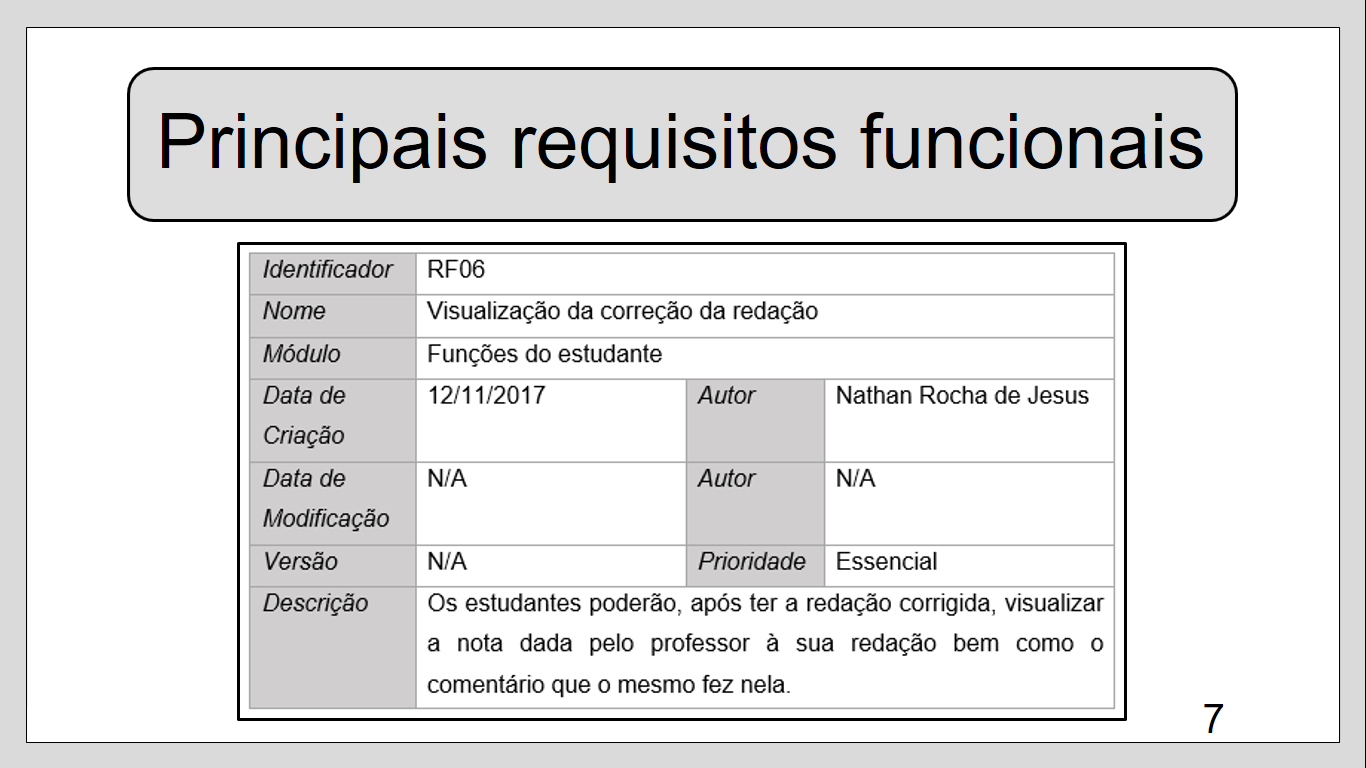 Principais requisitos funcionais
Identificador RF06
Nome Visualização da correção da redação
Módulo Funções do estudante
Data de Criação 12/11/2017 Autor Nathan Rocha de Jesus
Data de Modificação N/A Autor N/A
Versão N/A Prioridade Essencial
Descrição Os estudantes poderão, após ter a redação corrigida, visualizar
a nota dada pelo professor à sua redação bem como o
comentário que o mesmo fez nela.
7